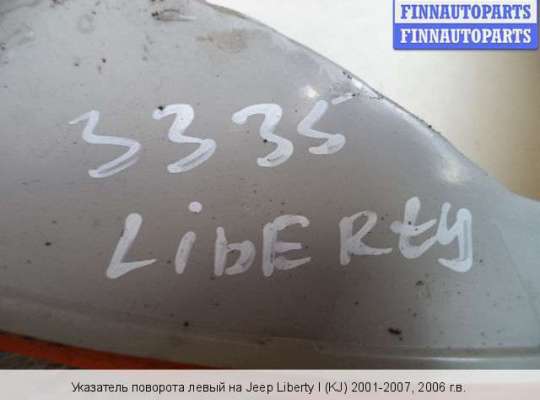 FINNAUTOPARTS
FINNAUTOPARTS
3335
LibERty
Указатель поворота левый на Jeep Liberty I (KJ) 2001-2007, 2006 г.в.